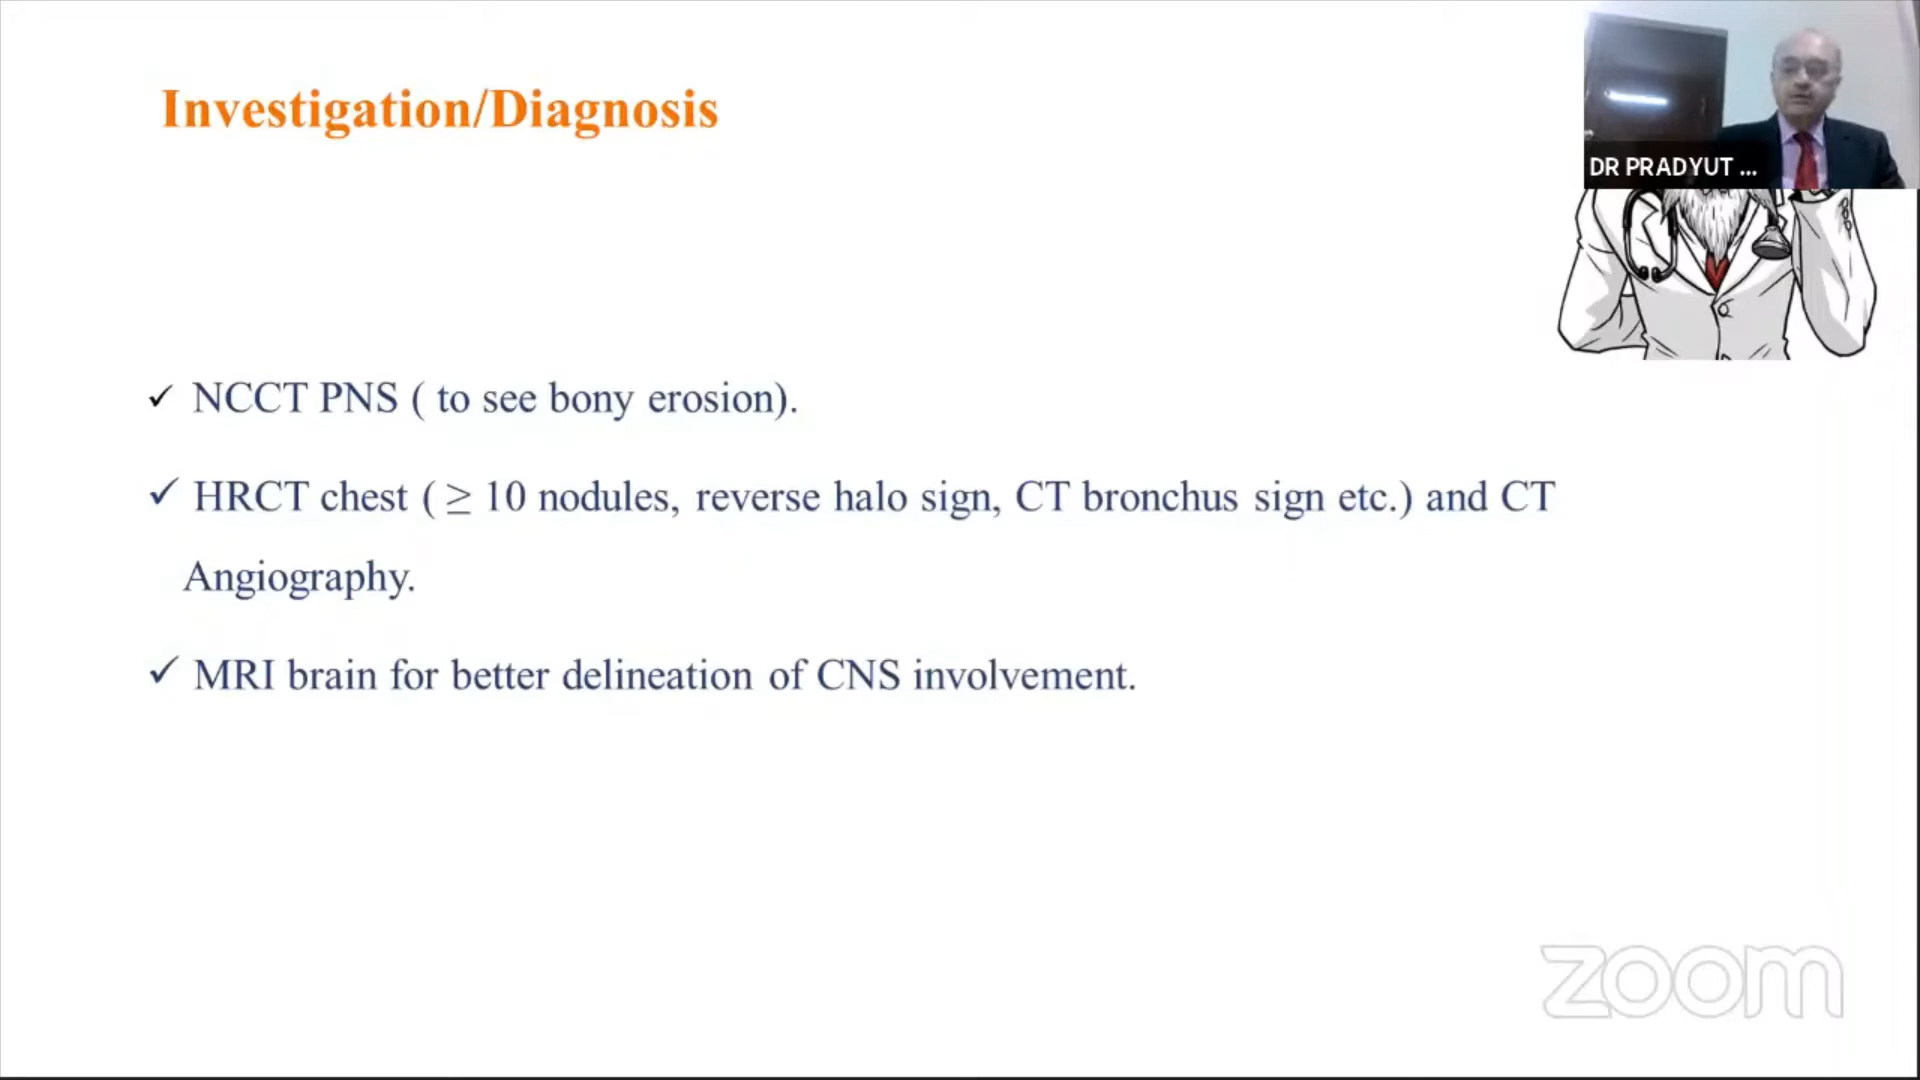 Investigation/Diagnosis
DR PRADYUT ...
✓ NCCT PNS ( to see bony erosion).
✓ HRCT chest ( ≥ 10 nodules, reverse halo sign, CT bronchus sign etc.) and CT
Angiography.
✓ MRI brain for better delineation of CNS involvement.
zoom